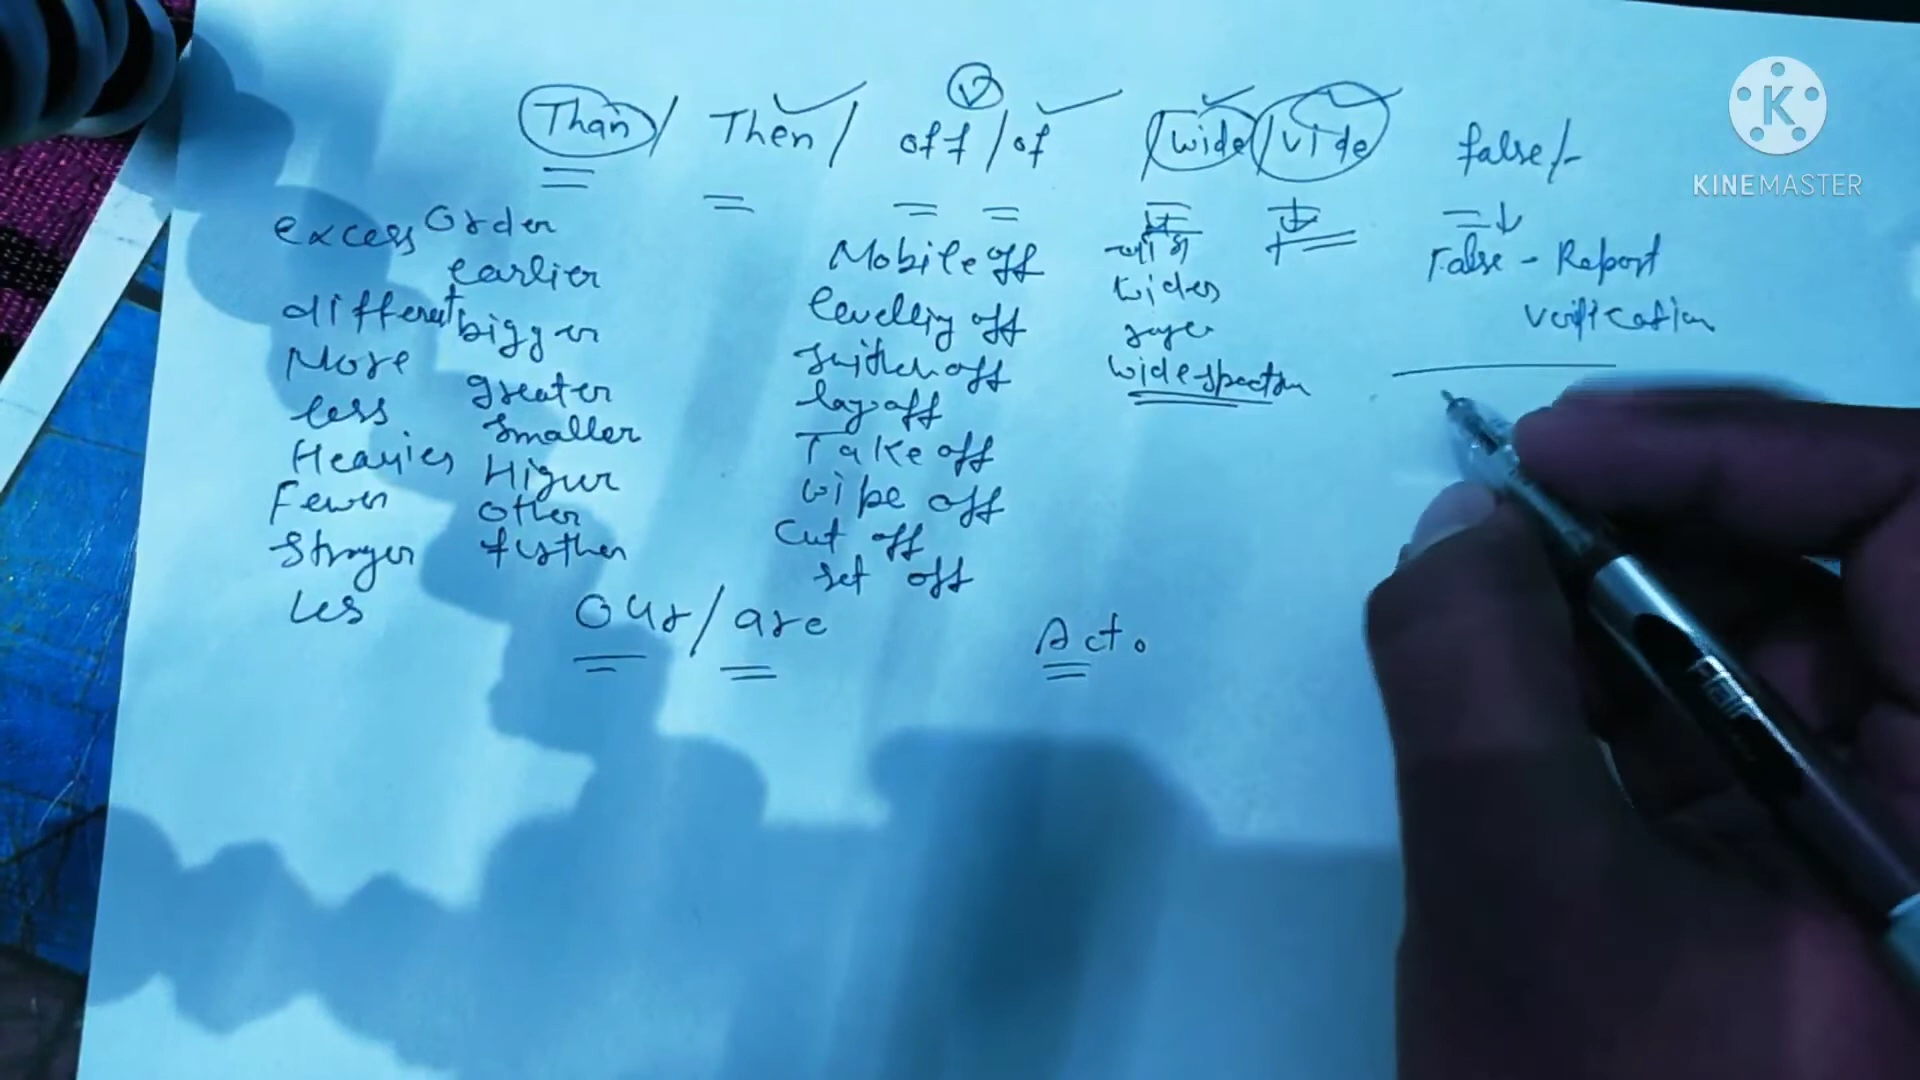 Than / Then / off / of / wide / vide false /-
excess Order
earlier
different bigger
More greater
less smaller
Heavier Higher
Fewer other
Stronger further
Les
Mobile off
levelling off
switch off
lay off
Take off
wipe off
Cut off
set off
wider
wide spectrum
False - Report
verification
Our / are
Act.
KINEMASTER